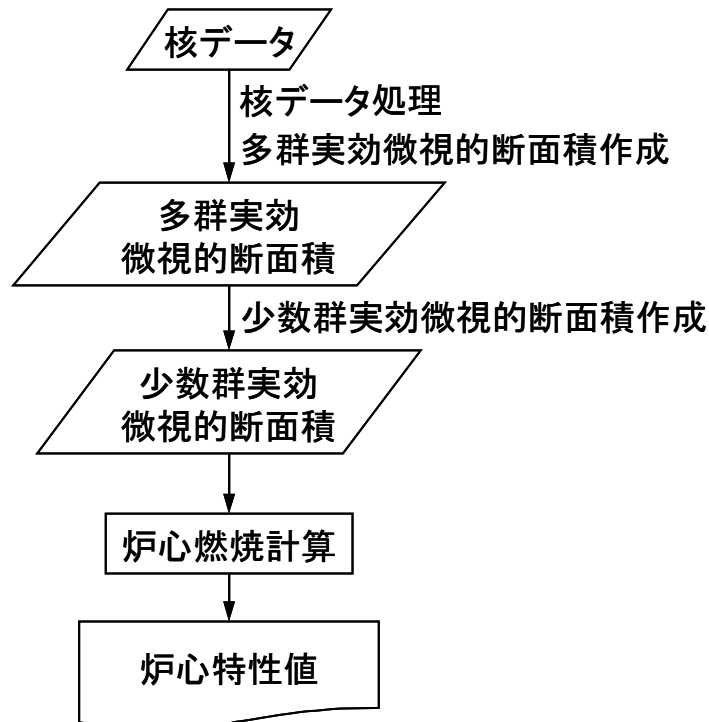 核データ
核データ処理
多群実効微視的断面積作成
多群実効
微視的断面積
少数群実効微視的断面積作成
少数群実効
微視的断面積
炉心燃焼計算
炉心特性値